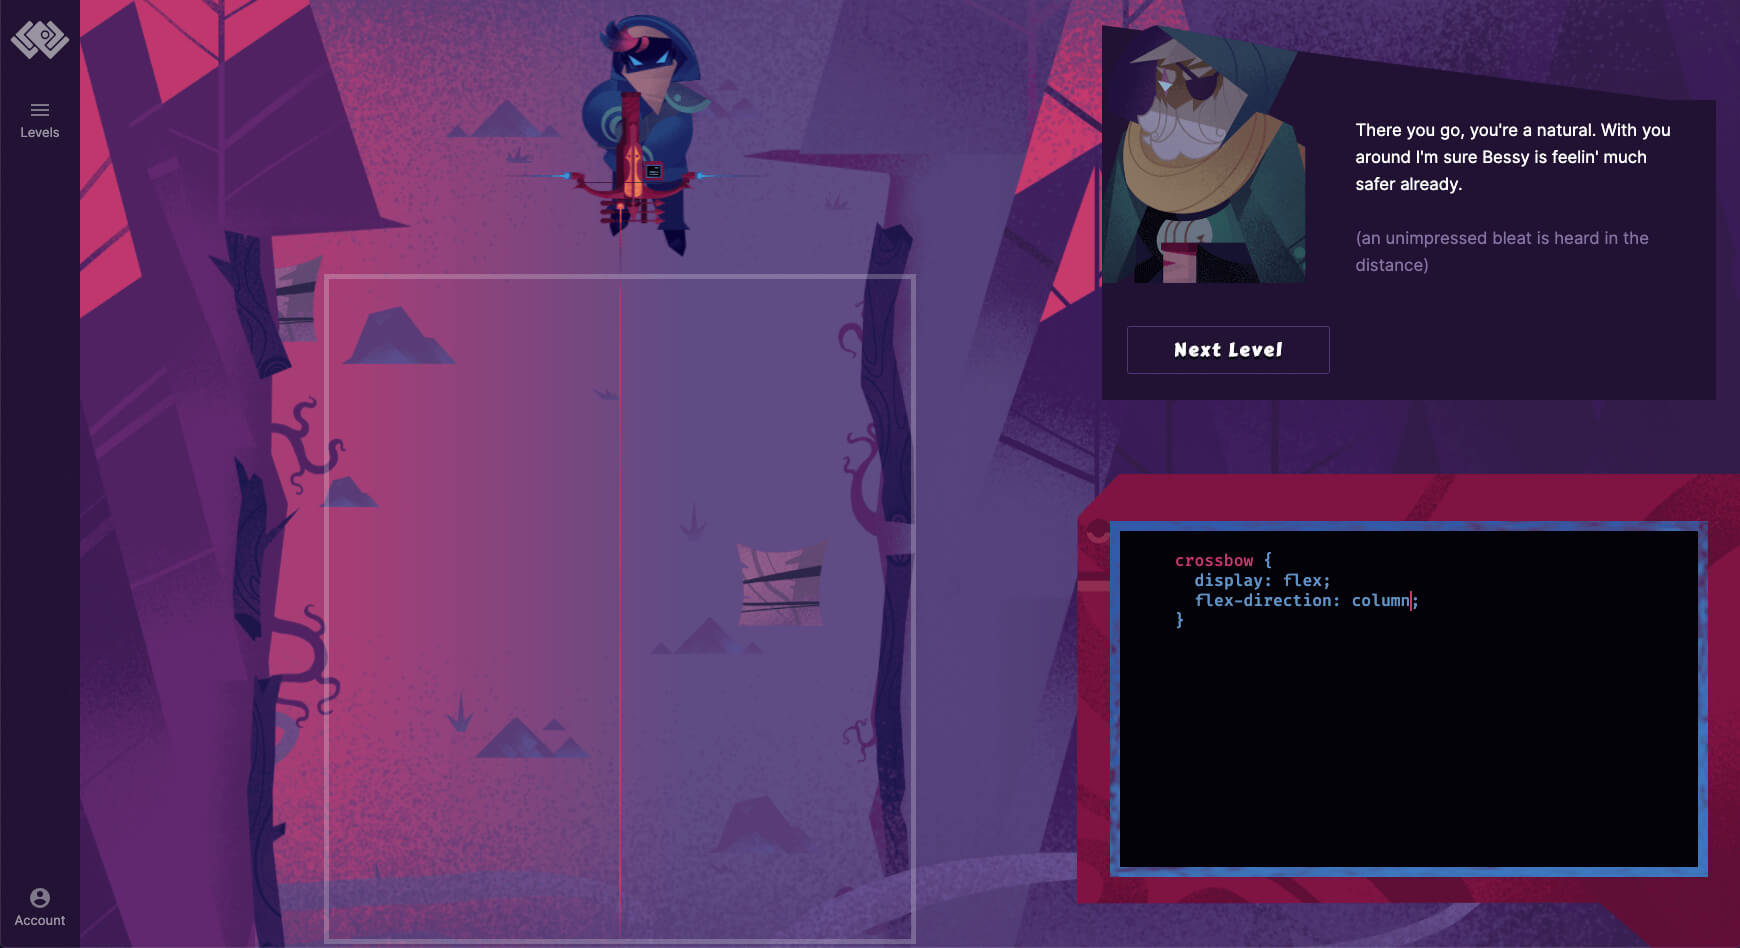 Levels
There you go, you're a natural. With you
around I'm sure Bessy is feelin' much
safer already.
(an unimpressed bleat is heard in the
distance)
Next Level
crossbow {
display: flex;
flex-direction: column;
}
Account